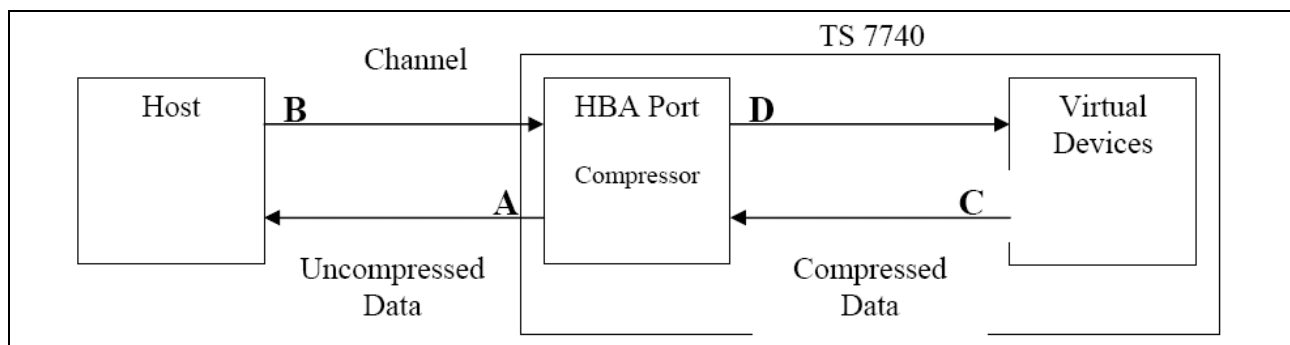 TS 7740
Channel
Host
B
HBA Port
Compressor
D
Virtual
Devices
A
C
Uncompressed
Data
Compressed
Data